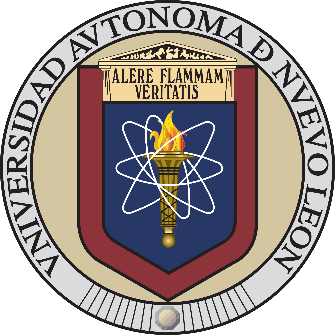 VNIVERSIDAD AVTONOMA Đ NVEVO LEON
ALERE FLAMMAM
VERITATIS